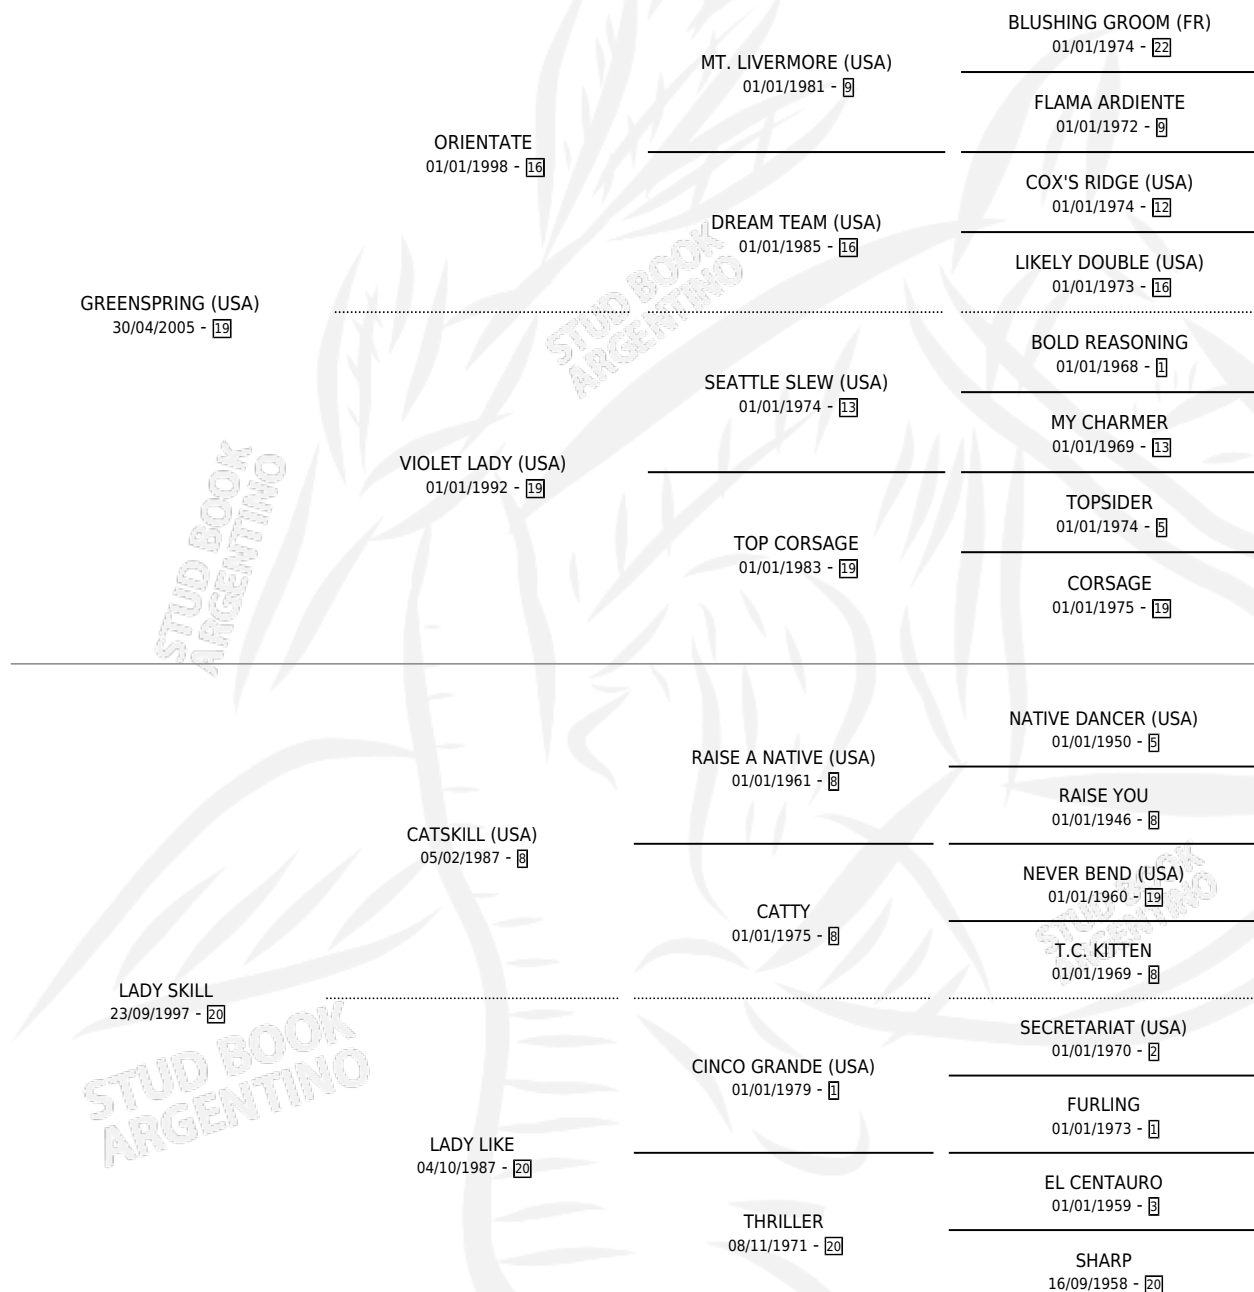 GREENSPRING (USA)
30/04/2005 - 19
ORIENTATE
01/01/1998 - 16
VIOLET LADY (USA)
01/01/1992 - 19
MT. LIVERMORE (USA)
01/01/1981 - 9
DREAM TEAM (USA)
01/01/1985 - 16
SEATTLE SLEW (USA)
01/01/1974 - 13
TOP CORSAGE
01/01/1983 - 19
BLUSHING GROOM (FR)
01/01/1974 - 22
FLAMA ARDIENTE
01/01/1972 - 9
COX'S RIDGE (USA)
01/01/1974 - 12
LIKELY DOUBLE (USA)
01/01/1973 - 16
BOLD REASONING
01/01/1968 - 1
MY CHARMER
01/01/1969 - 13
TOPSIDER
01/01/1974 - 5
CORSAGE
01/01/1975 - 19
LADY SKILL
23/09/1997 - 20
CATSKILL (USA)
05/02/1987 - 8
LADY LIKE
04/10/1987 - 20
RAISE A NATIVE (USA)
01/01/1961 - 8
CATTY
01/01/1975 - 8
CINCO GRANDE (USA)
01/01/1979 - 1
THRILLER
08/11/1971 - 20
NATIVE DANCER (USA)
01/01/1950 - 5
RAISE YOU
01/01/1946 - 8
NEVER BEND (USA)
01/01/1960 - 19
T.C. KITTEN
01/01/1969 - 8
SECRETARIAT (USA)
01/01/1970 - 2
FURLING
01/01/1973 - 1
EL CENTAURO
01/01/1959 - 3
SHARP
16/09/1958 - 20
STUD BOOK
ARGENTINO
STUD BOOK
ARGENTINO
STUD BOOK
ARGENTINO
STUD BOOK
ARGENTINO